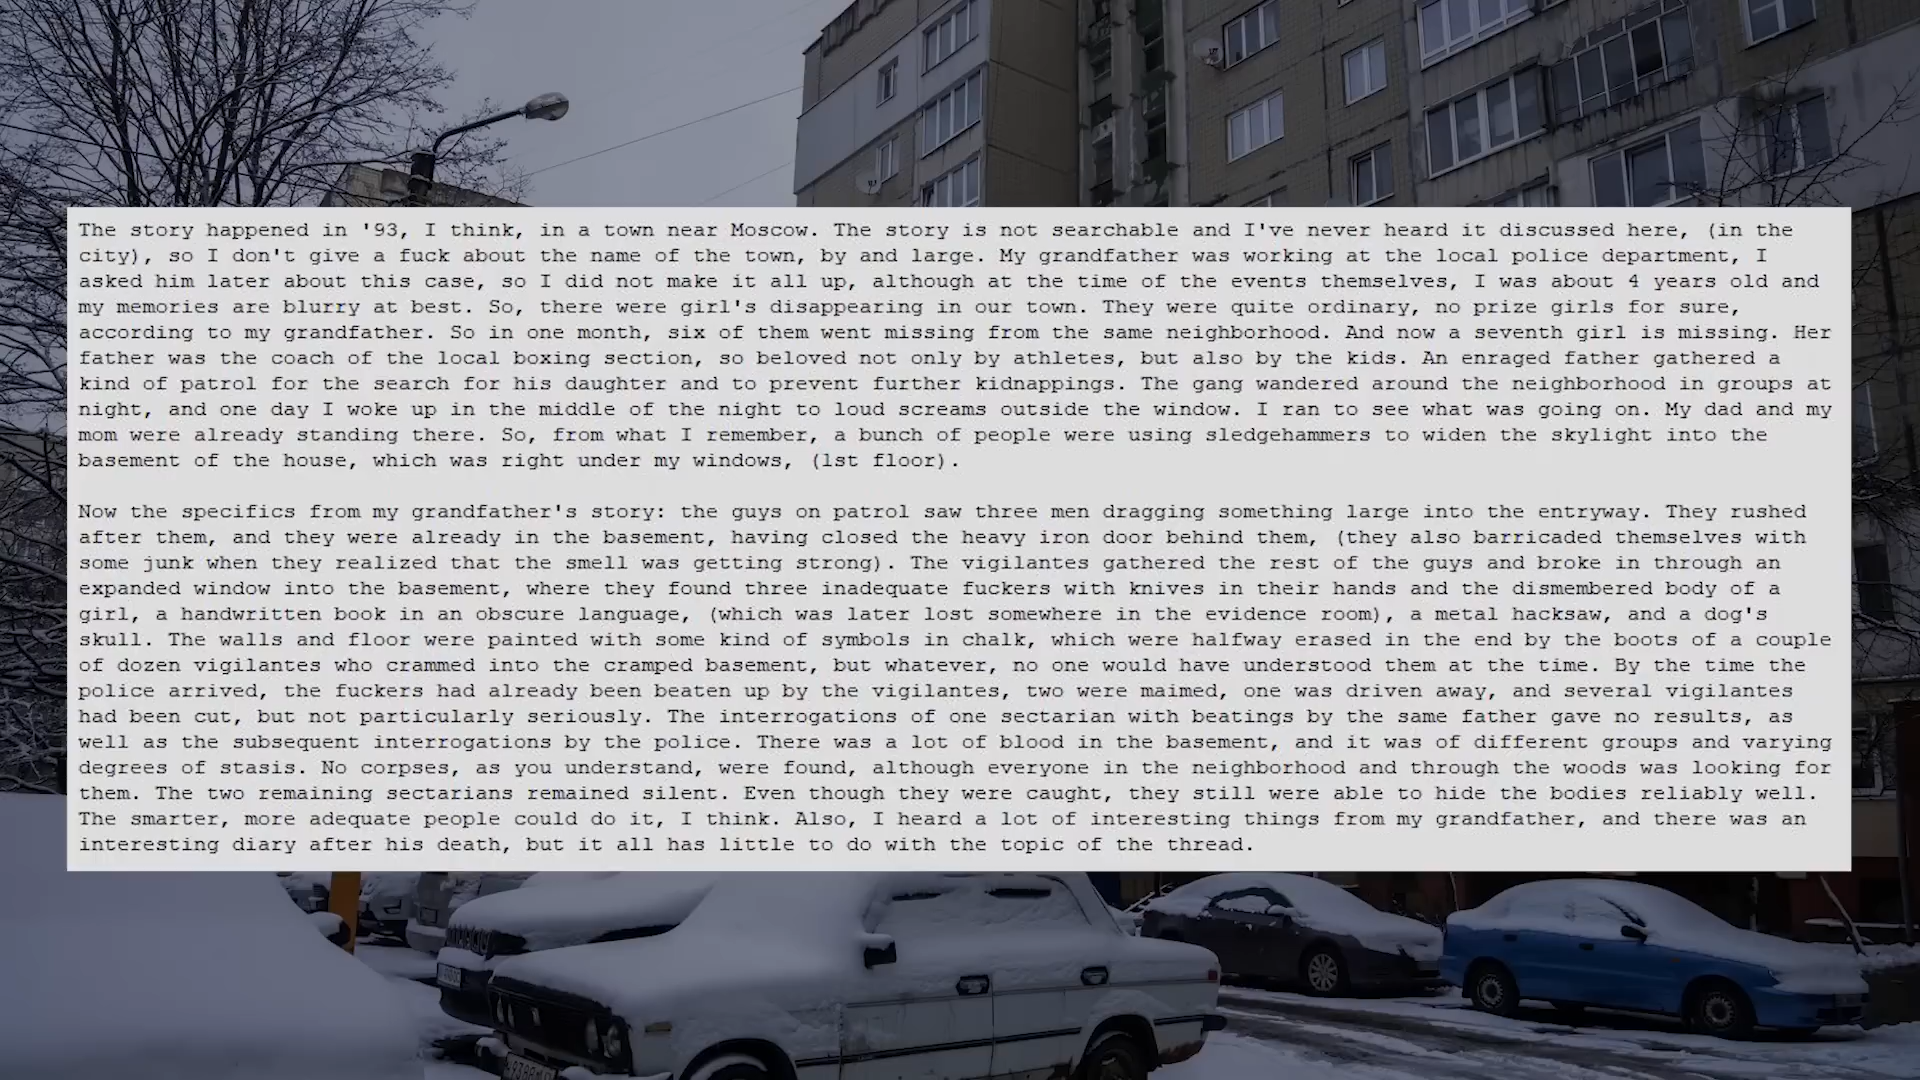 The story happened in '93, I think, in a town near Moscow. The story is not searchable and I've never heard it discussed here, (in the
city), so I don't give a fuck about the name of the town, by and large. My grandfather was working at the local police department, I
asked him later about this case, so I did not make it all up, although at the time of the events themselves, I was about 4 years old and
my memories are blurry at best. So, there were girl's disappearing in our town. They were quite ordinary, no prize girls for sure,
according to my grandfather. So in one month, six of them went missing from the same neighborhood. And now a seventh girl is missing. Her
father was the coach of the local boxing section, so beloved not only by athletes, but also by the kids. An enraged father gathered a
kind of patrol for the search for his daughter and to prevent further kidnappings. The gang wandered around the neighborhood in groups at
night, and one day I woke up in the middle of the night to loud screams outside the window. I ran to see what was going on. My dad and my
mom were already standing there. So, from what I remember, a bunch of people were using sledgehammers to widen the skylight into the
basement of the house, which was right under my windows, (1st floor).
Now the specifics from my grandfather's story: the guys on patrol saw three men dragging something large into the entryway. They rushed
after them, and they were already in the basement, having closed the heavy iron door behind them, (they also barricaded themselves with
some junk when they realized that the smell was getting strong). The vigilantes gathered the rest of the guys and broke in through an
expanded window into the basement, where they found three inadequate fuckers with knives in their hands and the dismembered body of a
girl, a handwritten book in an obscure language, (which was later lost somewhere in the evidence room), a metal hacksaw, and a dog's
skull. The walls and floor were painted with some kind of symbols in chalk, which were halfway erased in the end by the boots of a couple
of dozen vigilantes who crammed into the cramped basement, but whatever, no one would have understood them at the time. By the time the
police arrived, the fuckers had already been beaten up by the vigilantes, two were maimed, one was driven away, and several vigilantes
had been cut, but not particularly seriously. The interrogations of one sectarian with beatings by the same father gave no results, as
well as the subsequent interrogations by the police. There was a lot of blood in the basement, and it was of different groups and varying
degrees of stasis. No corpses, as you understand, were found, although everyone in the neighborhood and through the woods was looking for
them. The two remaining sectarians remained silent. Even though they were caught, they still were able to hide the bodies reliably well.
The smarter, more adequate people could do it, I think. Also, I heard a lot of interesting things from my grandfather, and there was an
interesting diary after his death, but it all has little to do with the topic of the thread.